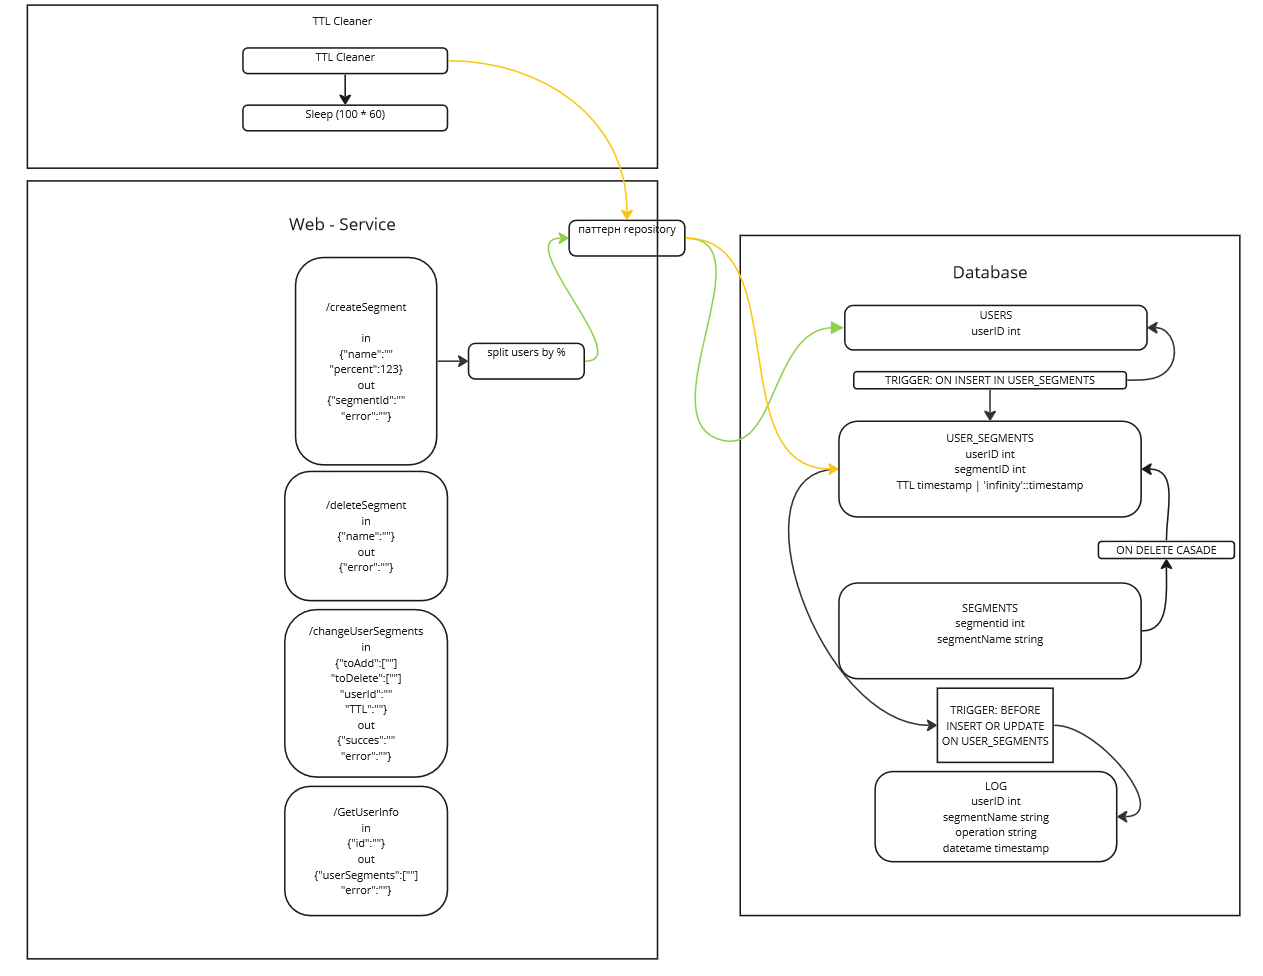 TTL Cleaner
TTL Cleaner
Sleep (100 * 60)
Web - Service
паттерн repository
/createSegment
in
{"name":""
"percent":123}
out
{"segmentId":""
"error":""}
split users by %
/deleteSegment
in
{"name":""}
out
{"error":""}
/changeUserSegments
in
{"toAdd":[""]
"toDelete":[""]
"userId":""
"TTL":""}
out
{"succes":""
"error":""}
/GetUserInfo
in
{"id":""}
out
{"userSegments":[""]
"error":""}
Database
USERS
userID int
TRIGGER: ON INSERT IN USER_SEGMENTS
USER_SEGMENTS
userID int
segmentID int
TTL timestamp | 'infinity'::timestamp
ON DELETE CASADE
SEGMENTS
segmentid int
segmentName string
TRIGGER: BEFORE
INSERT OR UPDATE
ON USER_SEGMENTS
LOG
userID int
segmentName string
operation string
datetame timestamp